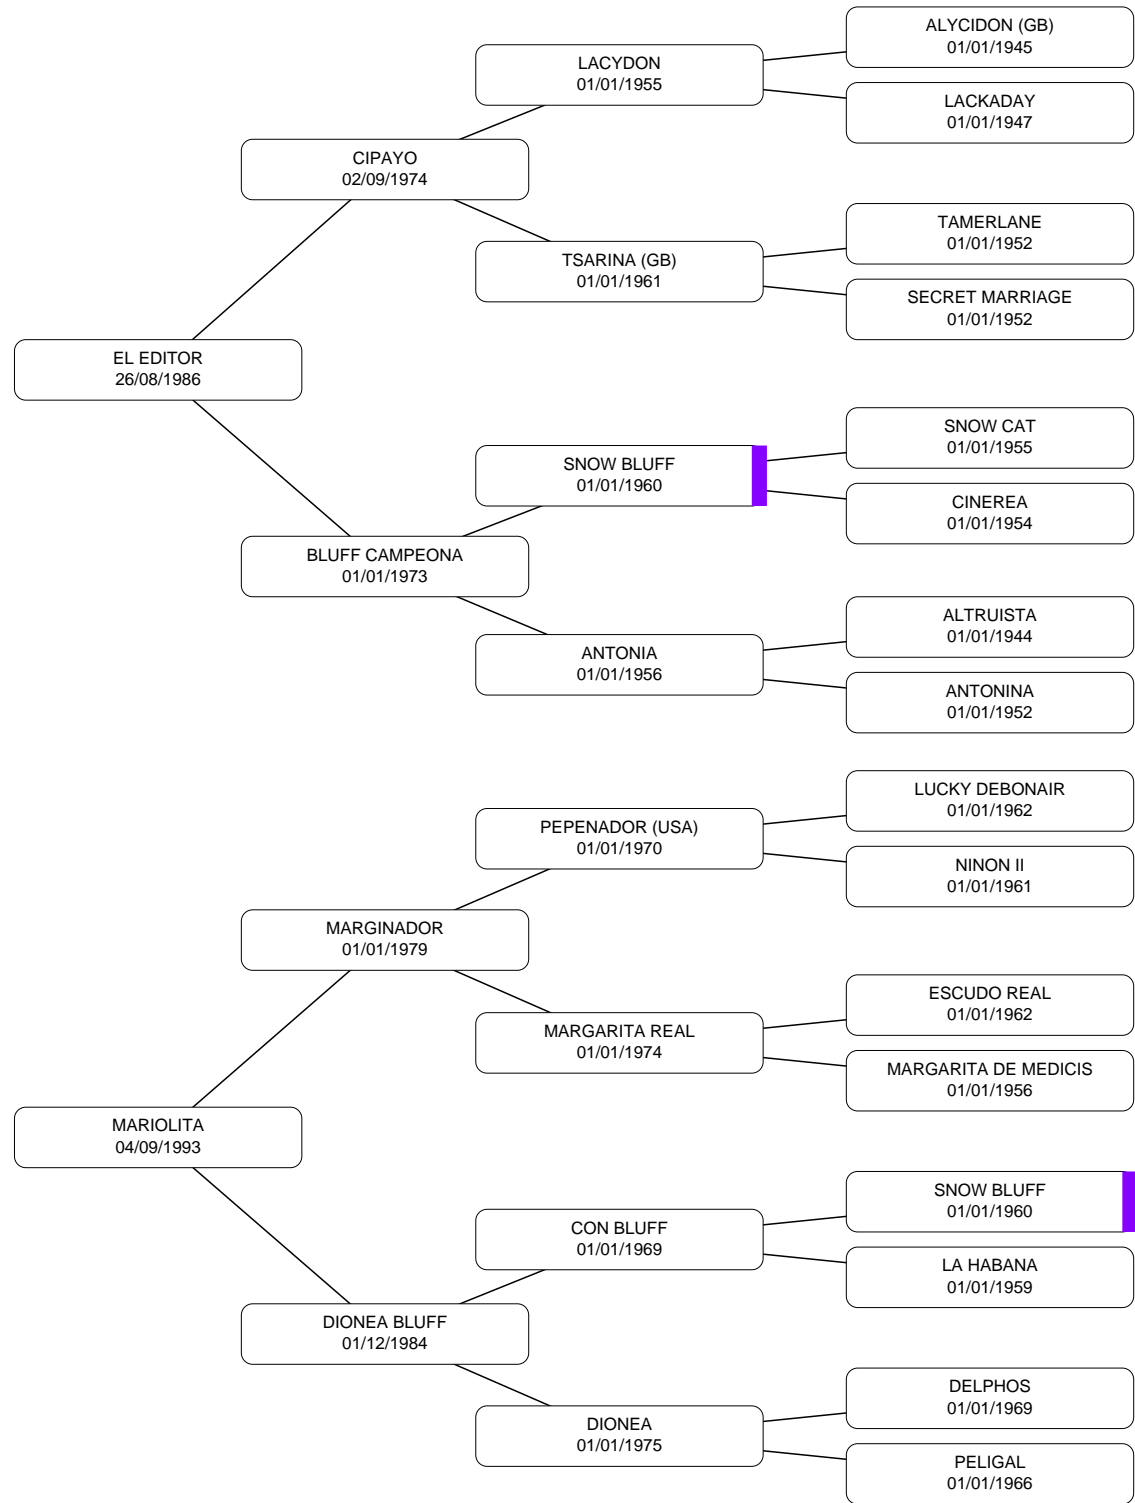 ALYCIDON (GB)
01/01/1945
LACYDON
01/01/1955
LACKADAY
01/01/1947
CIPAYO
02/09/1974
TAMERLANE
01/01/1952
TSARINA (GB)
01/01/1961
SECRET MARRIAGE
01/01/1952
EL EDITOR
26/08/1986
SNOW CAT
01/01/1955
SNOW BLUFF
01/01/1960
CINEREA
01/01/1954
BLUFF CAMPEONA
01/01/1973
ALTRUISTA
01/01/1944
ANTONIA
01/01/1956
ANTONINA
01/01/1952
LUCKY DEBONAIR
01/01/1962
PEPENADOR (USA)
01/01/1970
NINON II
01/01/1961
MARGINADOR
01/01/1979
ESCUDO REAL
01/01/1962
MARGARITA REAL
01/01/1974
MARGARITA DE MEDICIS
01/01/1956
MARIOLITA
04/09/1993
SNOW BLUFF
01/01/1960
CON BLUFF
01/01/1969
LA HABANA
01/01/1959
DIONEA BLUFF
01/12/1984
DELPHOS
01/01/1969
DIONEA
01/01/1975
PELIGAL
01/01/1966